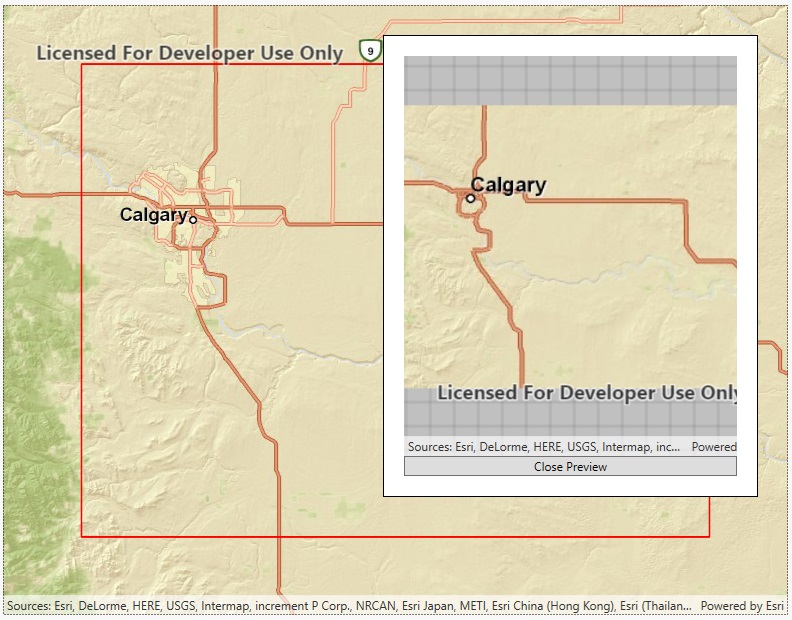 Licensed For Developer Use Only
9
Calgary
Calgary
Licensed For Developer Use Only
Sources: Esri, DeLorme, HERE, USGS, Intermap, inc... Powered
Close Preview
Sources: Esri, DeLorme, HERE, USGS, Intermap, increment P Corp., NRCAN, Esri Japan, METI, Esri China (Hong Kong), Esri (Thailan... Powered by Esri